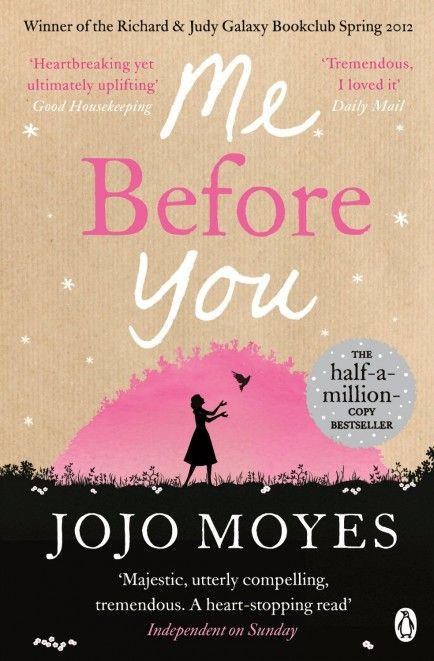 Winner of the Richard & Judy Galaxy Bookclub Spring 2012
‘Heartbreaking yet
ultimately uplifting’
Good Housekeeping
‘Tremendous,
I loved it’
Daily Mail
Me
Before
You
THE
half-a-
million-
COPY
BESTSELLER
JOJO MOYES
‘Majestic, utterly compelling,
tremendous. A heart-stopping read’
Independent on Sunday